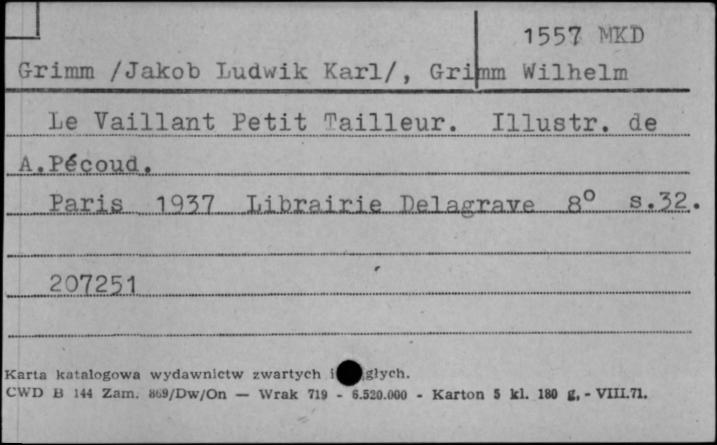 1557 MKD
Grimm /Jakob Ludwik Karl/, Grimm Wilhelm
Le Vaillant Petit Tailleur. Illustr. de
A.Pécoud.
Paris 1937 Librairie Delagrave 8° s.32.
207251
Karta katalogowa wydawnictw zwartych i głych.
CWD B 144 Zam. 869/Dw/On — Wrak 719 - 6.520.000 - Karton 5 kl. 180 g. - VIII.71.